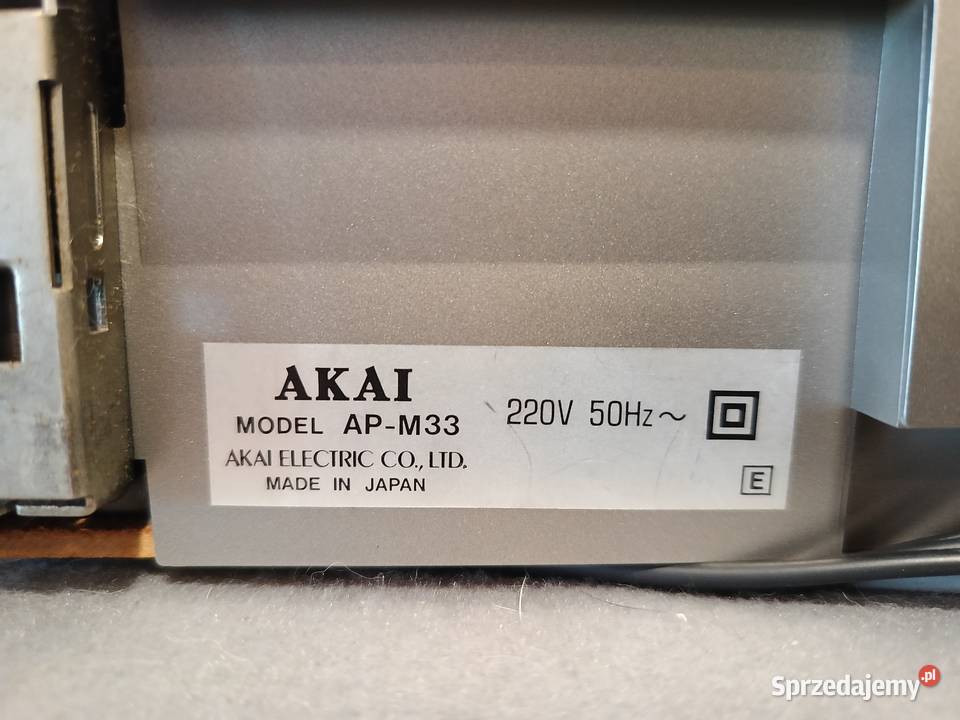 AKAI
MODEL AP-M33
AKAI ELECTRIC CO., LTD.
MADE IN JAPAN
220V 50Hz ~
E
Sprzedajemy.pl